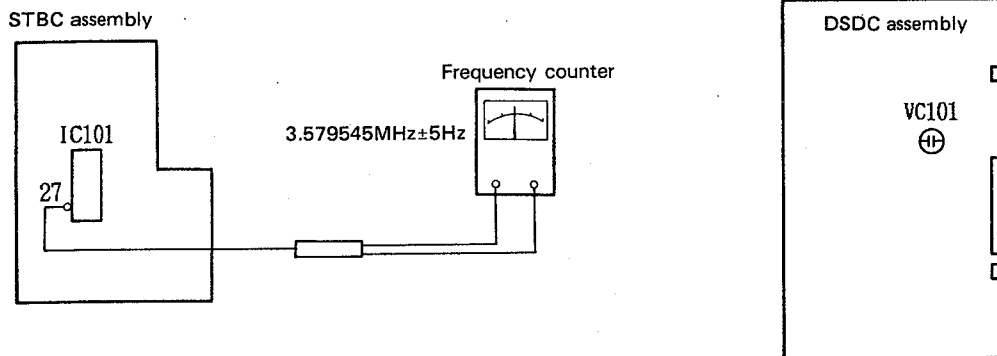 STBC assembly
DSDC assembly
Frequency counter
VC101
IC101
3.579545MHz±5Hz
27